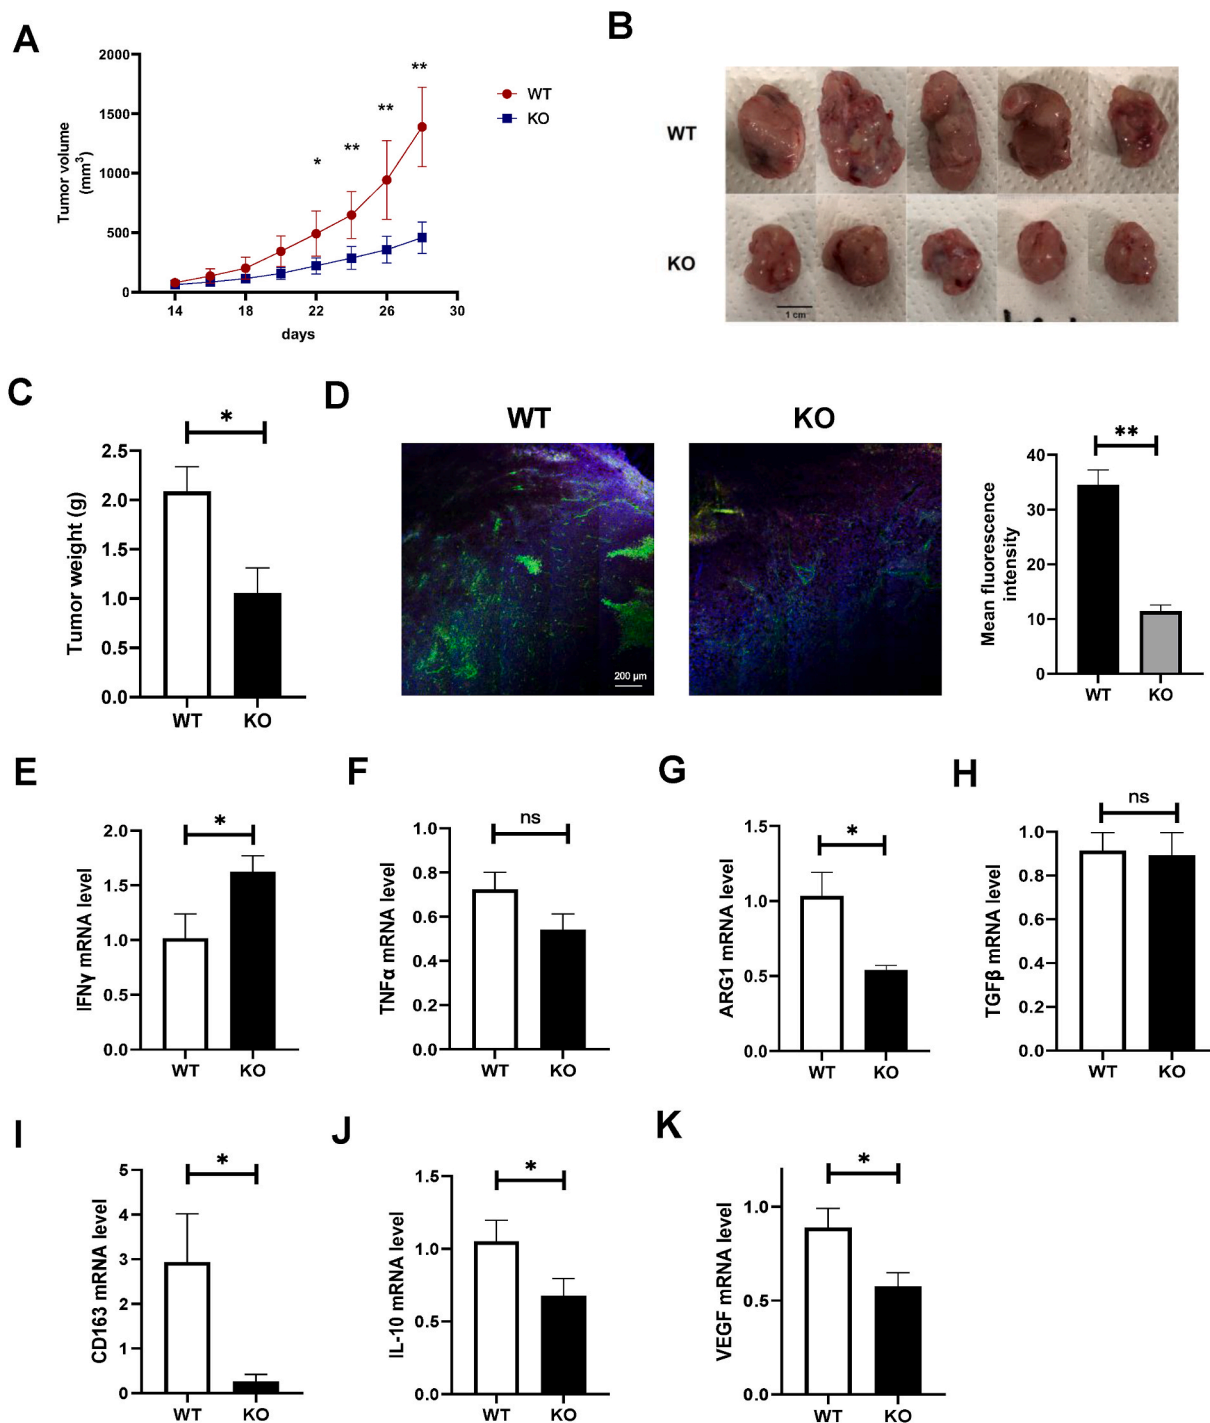 A
2000
1500
1000
500
0
Tumor volume
(mm³)
14
18
22
26
30
days
*
**
**
**
WT
KO
B
WT
KO
1 cm
C
*
2.5
2.0
1.5
1.0
0.5
0.0
Tumor weight (g)
WT
KO
D
WT
KO
200 µm
**
40
30
20
10
0
Mean fluorescence
intensity
WT
KO
E
*
2.0
1.5
1.0
0.5
0.0
IFNγ mRNA level
WT
KO
F
ns
1.0
0.8
0.6
0.4
0.2
0.0
TNFα mRNA level
WT
KO
G
*
1.5
1.0
0.5
0.0
ARG1 mRNA level
WT
KO
H
ns
1.0
0.8
0.6
0.4
0.2
0.0
TGFβ mRNA level
WT
KO
I
*
5
4
3
2
1
0
CD163 mRNA level
WT
KO
J
*
1.5
1.0
0.5
0.0
IL-10 mRNA level
WT
KO
K
*
1.0
0.5
0.0
VEGF mRNA level
WT
KO